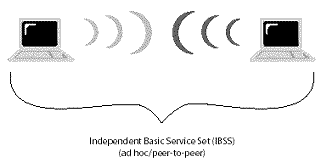 Independent Basic Service Set (IBSS)
(ad hoc/peer-to-peer)